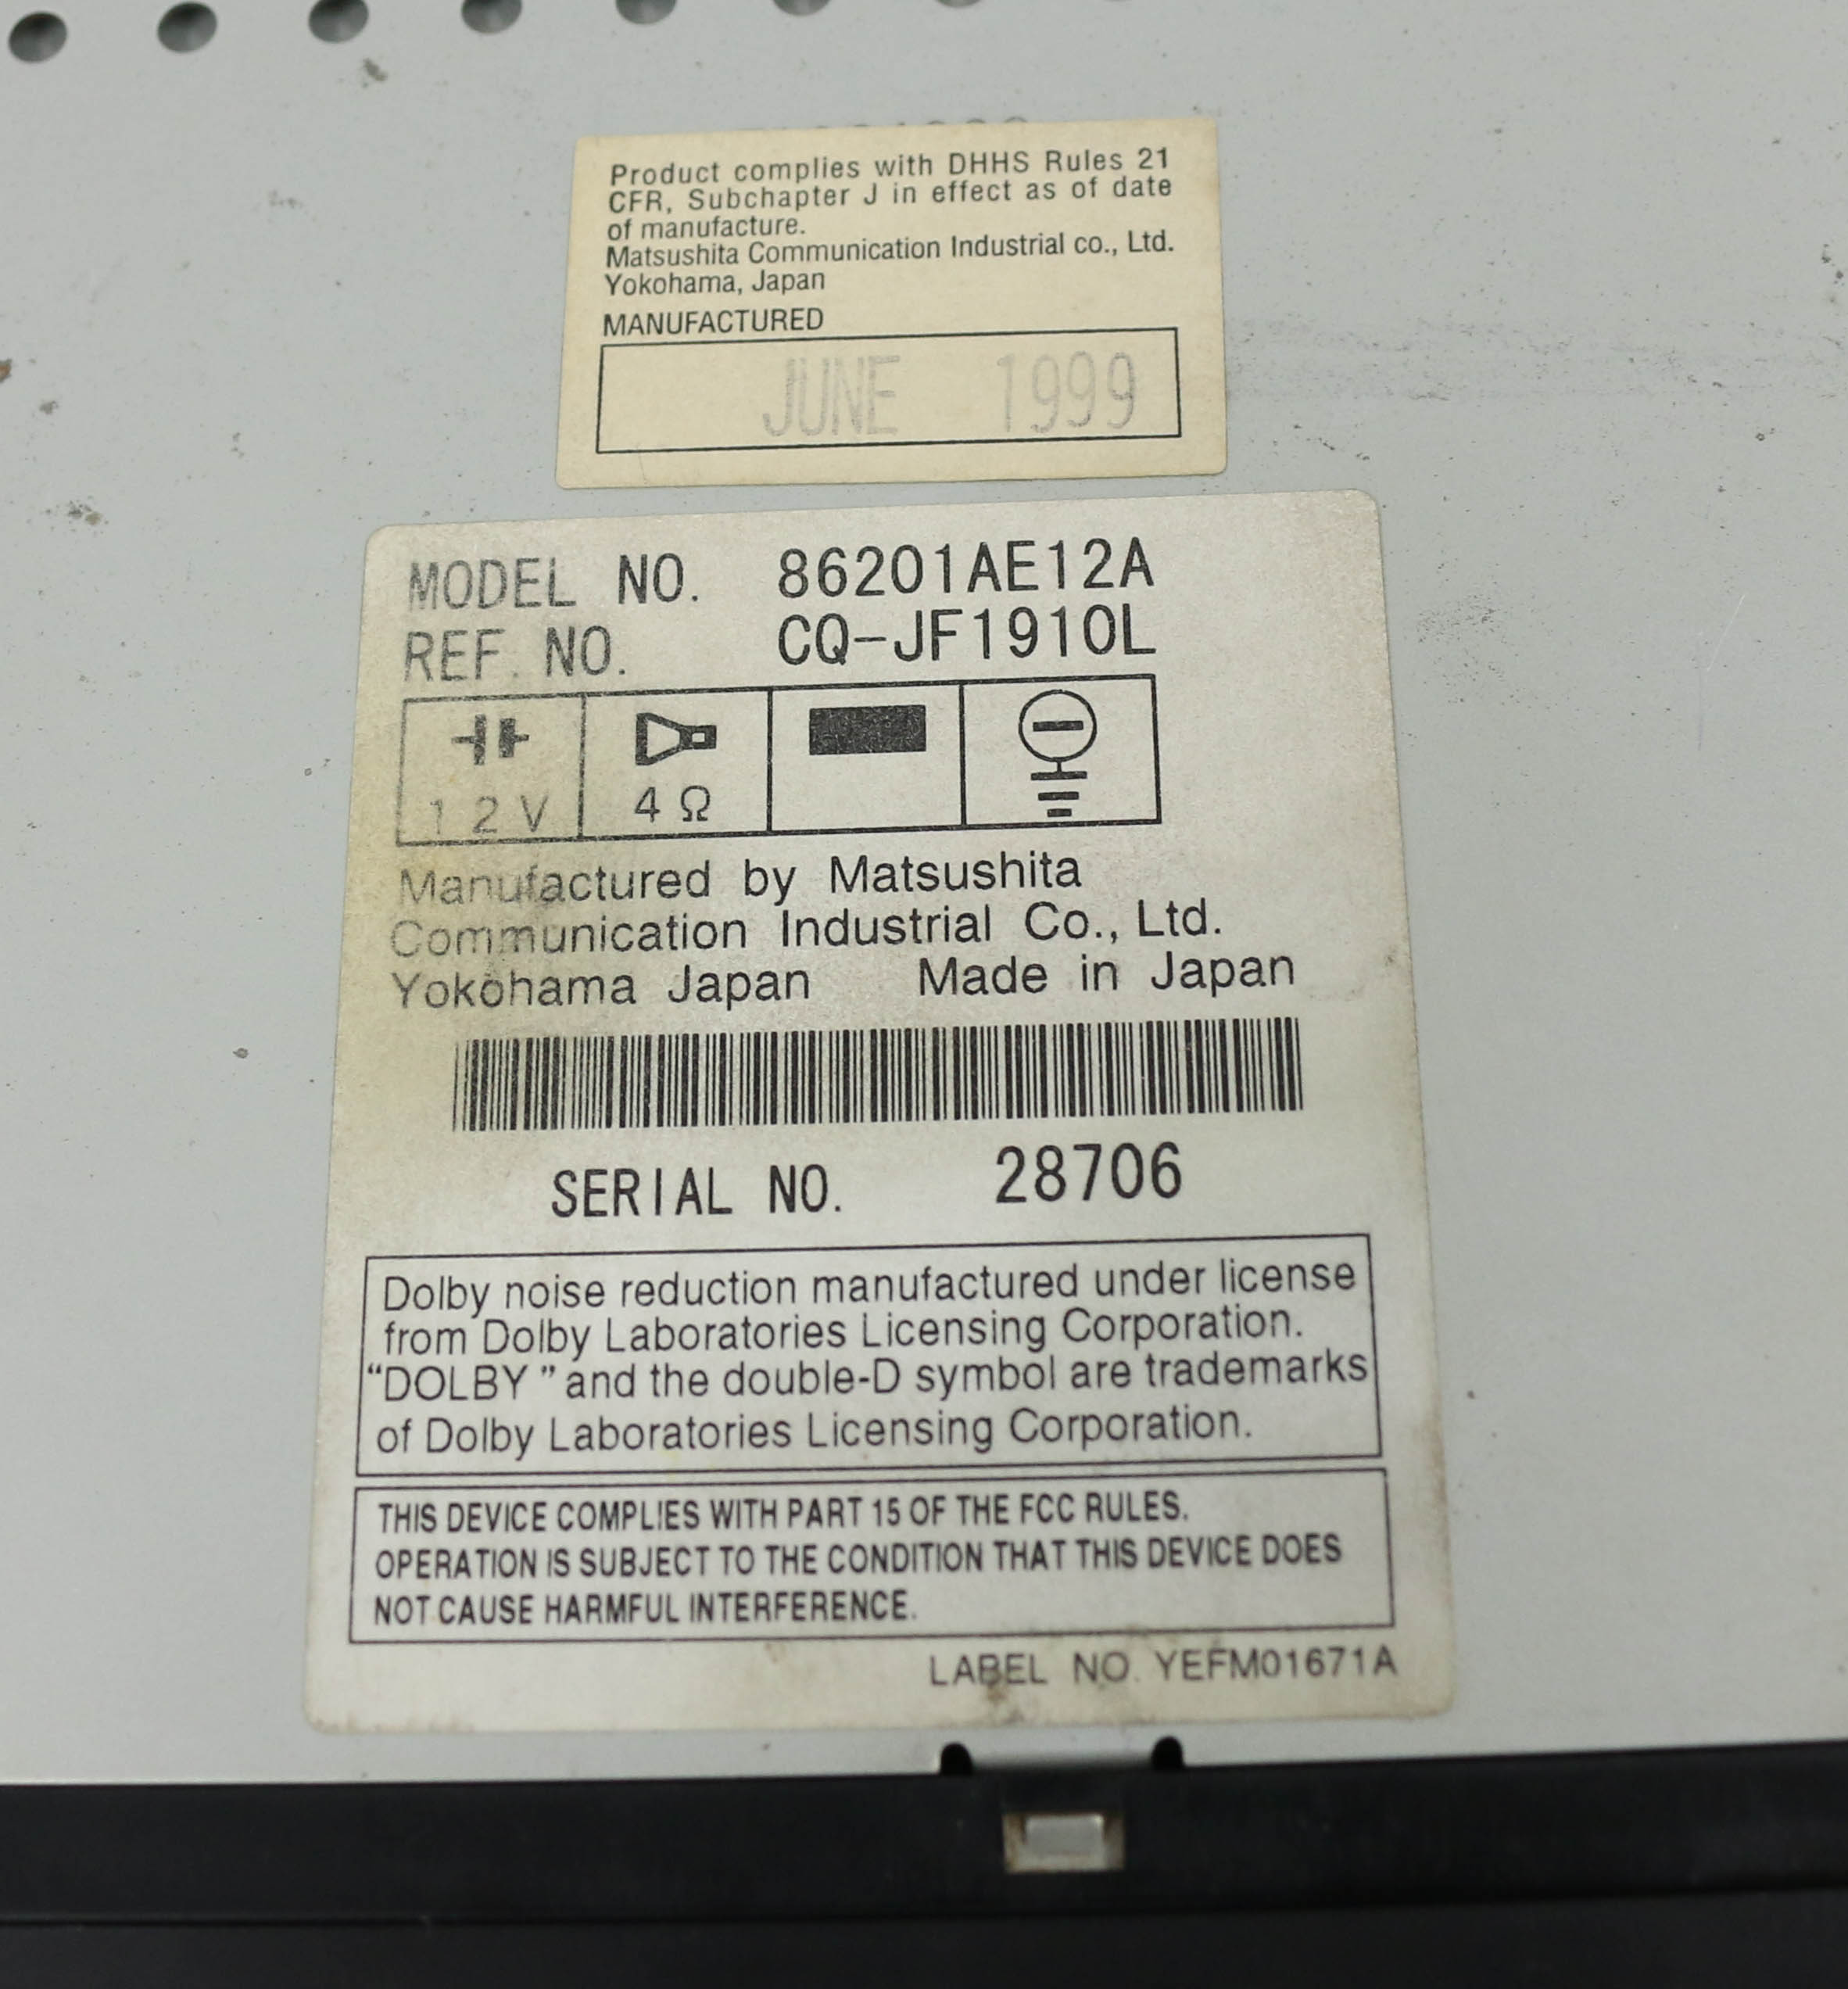 Product complies with DHHS Rules 21
CFR, Subchapter J in effect as of date
of manufacture.
Matsushita Communication Industrial co., Ltd.
Yokohama, Japan
MANUFACTURED
JUNE 1999
MODEL NO. 86201AE12A
REF. NO. CQ-JF1910L
12V 4Ω
Manufactured by Matsushita
Communication Industrial Co., Ltd.
Yokohama Japan Made in Japan
SERIAL NO. 28706
Dolby noise reduction manufactured under license
from Dolby Laboratories Licensing Corporation.
“DOLBY ” and the double-D symbol are trademarks
of Dolby Laboratories Licensing Corporation.
THIS DEVICE COMPLIES WITH PART 15 OF THE FCC RULES.
OPERATION IS SUBJECT TO THE CONDITION THAT THIS DEVICE DOES
NOT CAUSE HARMFUL INTERFERENCE.
LABEL NO. YEFM01671A